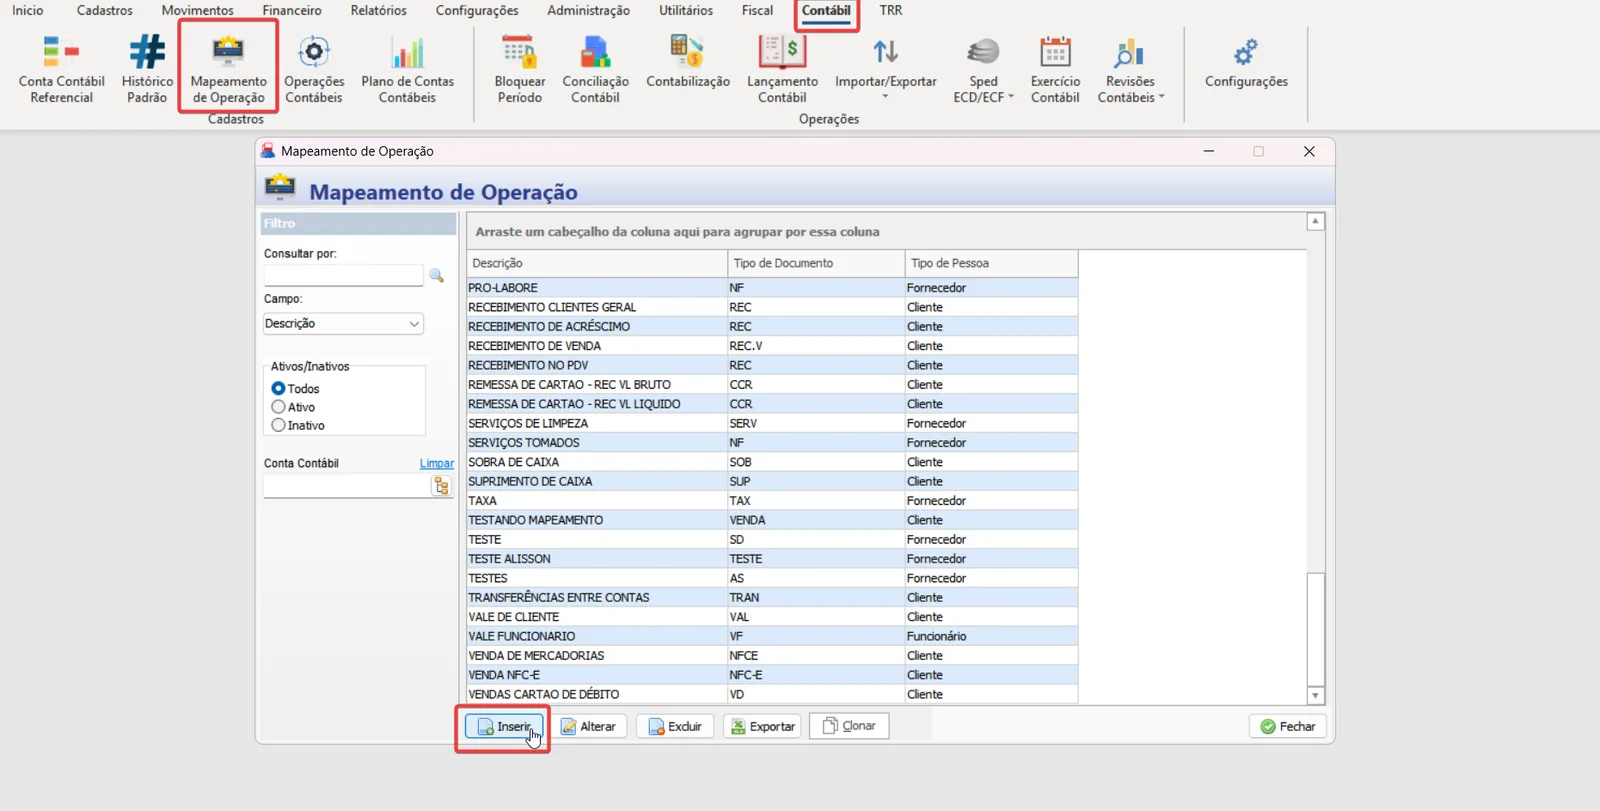 Inicio Cadastros Movimentos Financeiro Relatórios Configurações Administração Utilitários Fiscal Contábil TRR
Conta Contábil Referencial
Histórico Padrão
Mapeamento de Operação
Operações Contábeis
Plano de Contas Contábeis
Bloquear Período
Conciliação Contábil
Contabilização
Lançamento Contábil
Importar/Exportar
Sped ECD/ECF
Exercício Contábil
Revisões Contábeis
Configurações
Cadastros
Operações
Mapeamento de Operação
Mapeamento de Operação
Filtro
Consultar por:
Campo:
Descrição
Ativos/Inativos
Todos
Ativo
Inativo
Conta Contábil Limpar
Arraste um cabeçalho da coluna aqui para agrupar por essa coluna
Descrição Tipo de Documento Tipo de Pessoa
PRO-LABORE NF Fornecedor
RECEBIMENTO CLIENTES GERAL REC Cliente
RECEBIMENTO DE ACRÉSCIMO REC Cliente
RECEBIMENTO DE VENDA REC.V Cliente
RECEBIMENTO NO PDV REC Cliente
REMESSA DE CARTAO - REC VL BRUTO CCR Cliente
REMESSA DE CARTAO - REC VL LIQUIDO CCR Cliente
SERVIÇOS DE LIMPEZA SERV Fornecedor
SERVIÇOS TOMADOS NF Fornecedor
SOBRA DE CAIXA SOB Cliente
SUPRIMENTO DE CAIXA SUP Cliente
TAXA TAX Fornecedor
TESTANDO MAPEAMENTO VENDA Cliente
TESTE SD Fornecedor
TESTE ALISSON TESTE Fornecedor
TESTES AS Fornecedor
TRANSFERÊNCIAS ENTRE CONTAS TRAN Cliente
VALE DE CLIENTE VAL Cliente
VALE FUNCIONARIO VF Funcionário
VENDA DE MERCADORIAS NFCE Cliente
VENDA NFC-E NFC-E Cliente
VENDAS CARTAO DE DÉBITO VD Cliente
Inserir Alterar Excluir Exportar Clonar Fechar